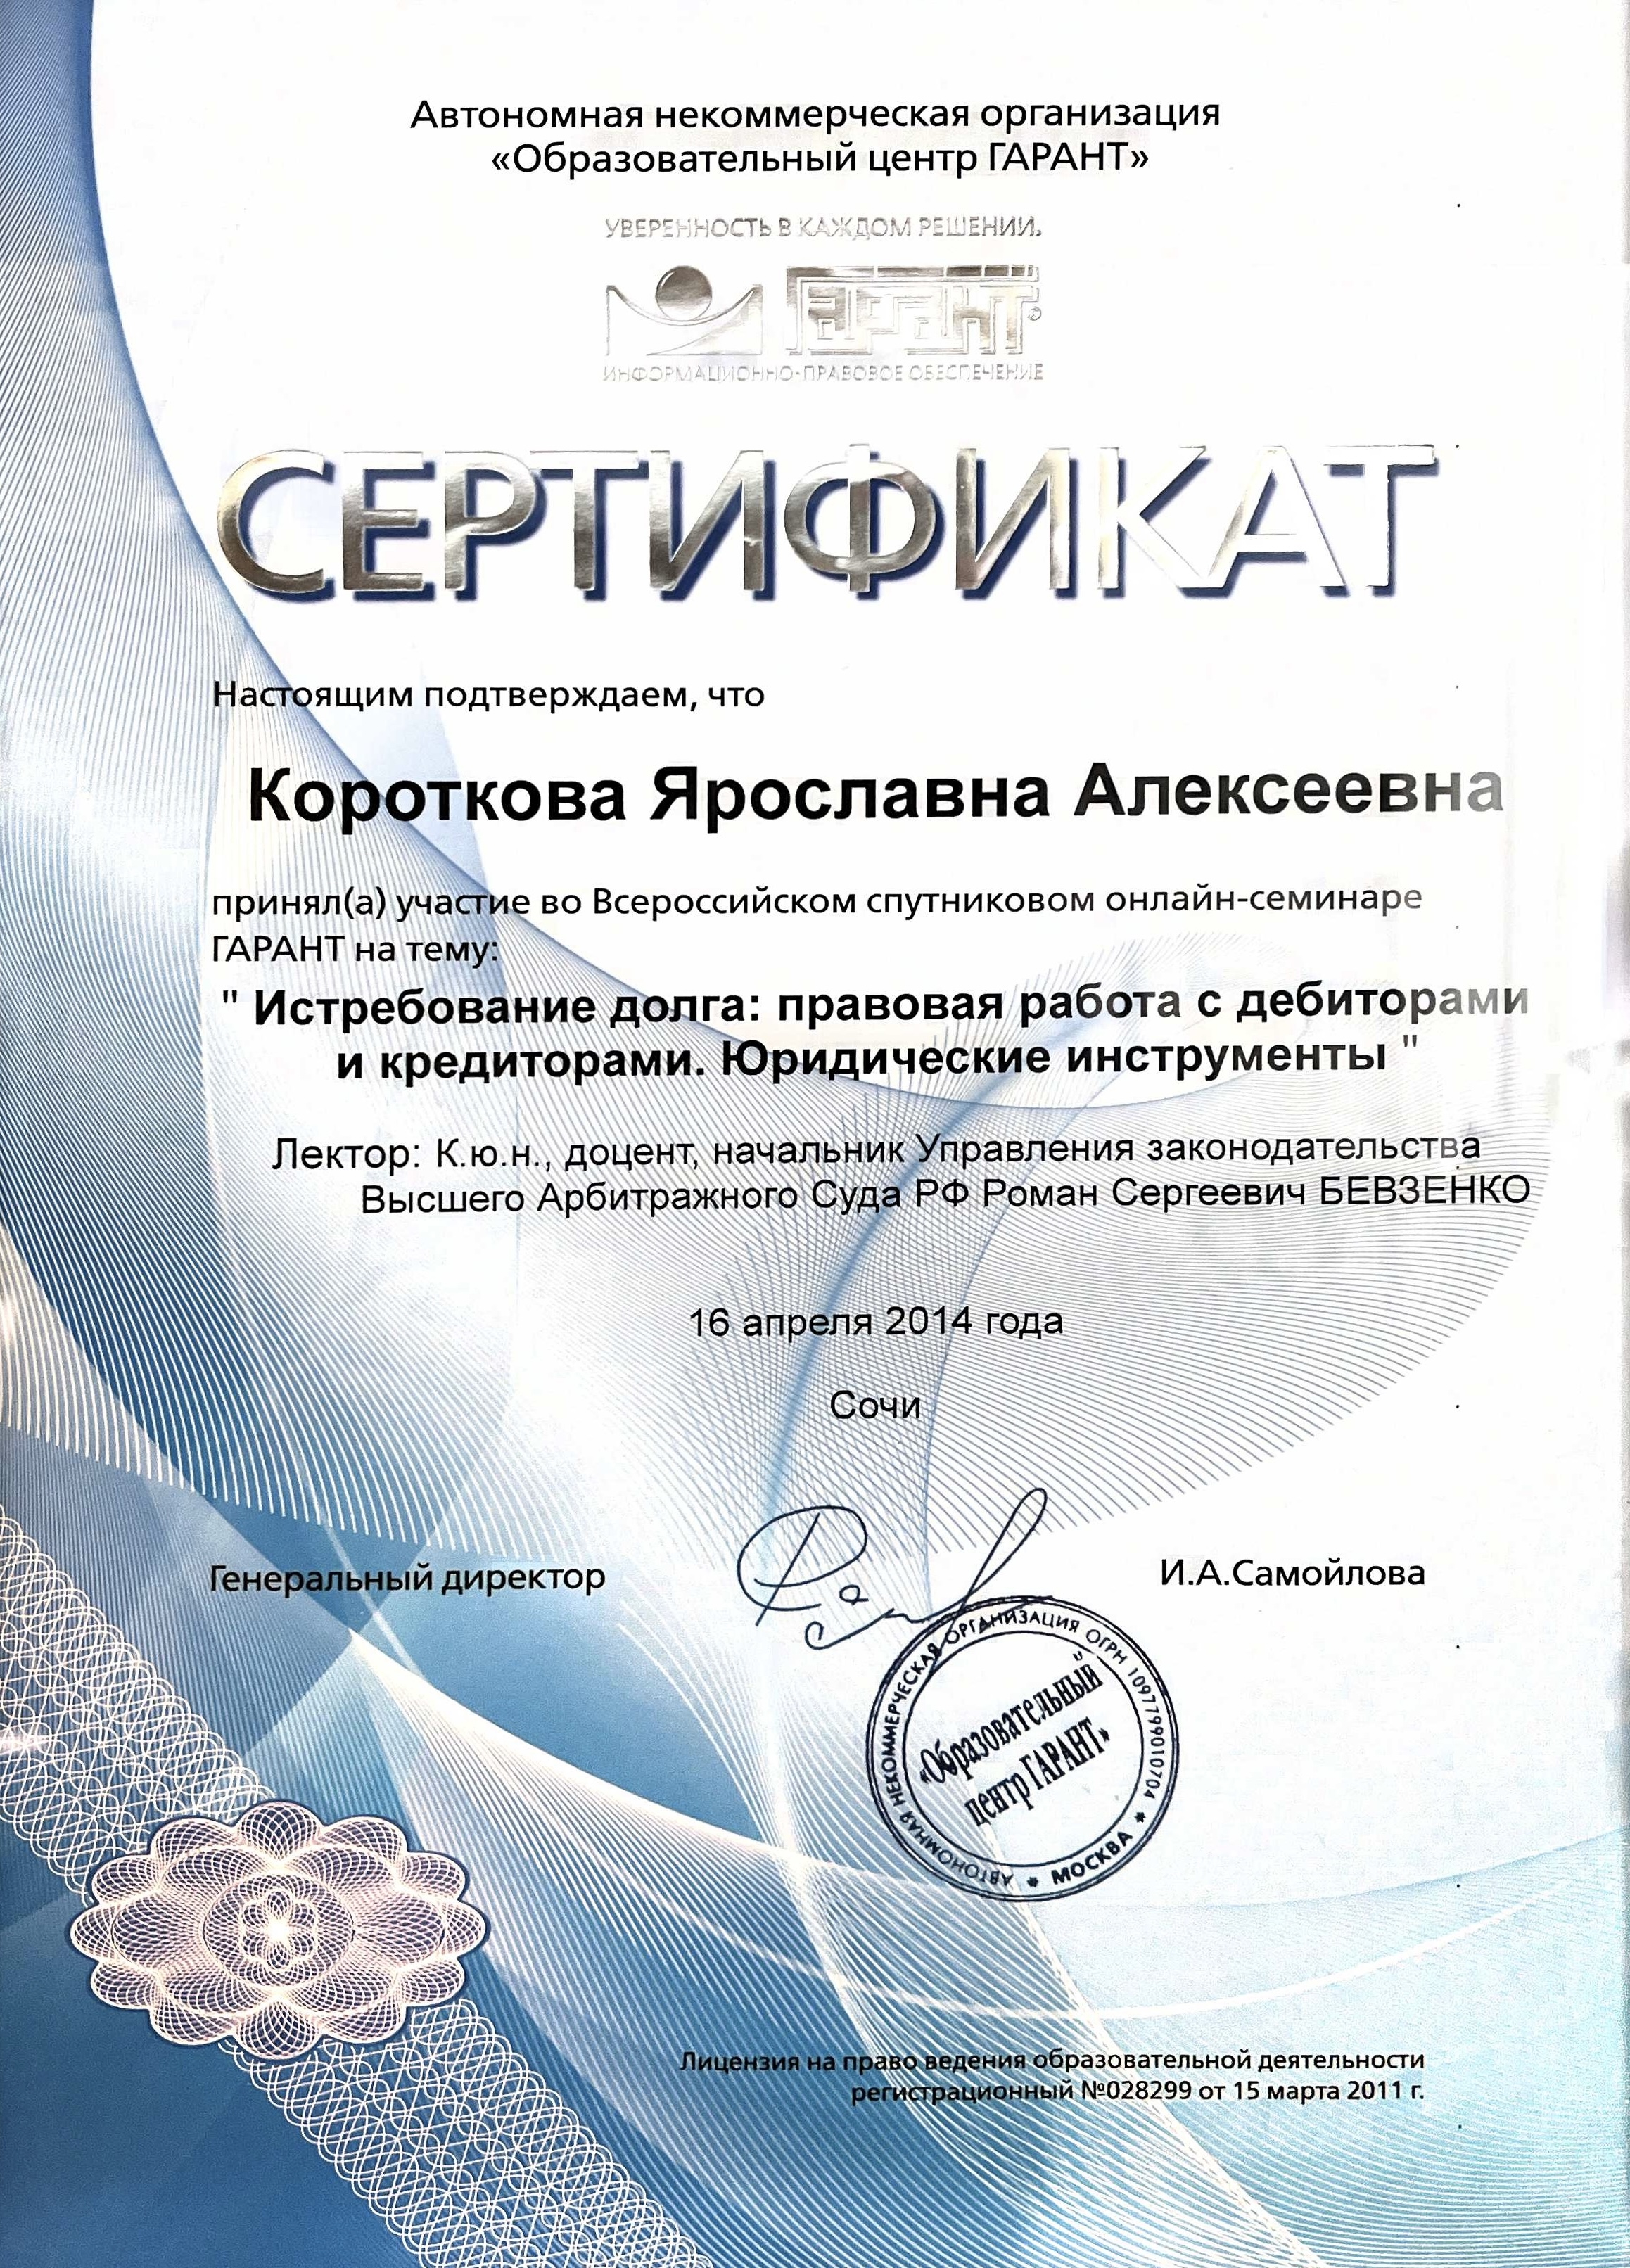 Автономная некоммерческая организация
«Образовательный центр ГАРАНТ»
УВЕРЕННОСТЬ В КАЖДОМ РЕШЕНИИ.
ГАРАНТ
ИНФОРМАЦИОННО-ПРАВОВОЕ ОБЕСПЕЧЕНИЕ
СЕРТИФИКАТ
Настоящим подтверждаем, что
Короткова Ярославна Алексеевна
принял(а) участие во Всероссийском спутниковом онлайн-семинаре
ГАРАНТ на тему:
" Истребование долга: правовая работа с дебиторами
и кредиторами. Юридические инструменты "
Лектор: К.ю.н., доцент, начальник Управления законодательства
Высшего Арбитражного Суда РФ Роман Сергеевич БЕВЗЕНКО
16 апреля 2014 года
Сочи
Генеральный директор
И.А.Самойлова
АВТОНОМНАЯ НЕКОММЕРЧЕСКАЯ ОРГАНИЗАЦИЯ ОГРН 1097799010704 * МОСКВА *
«Образовательный
центр ГАРАНТ»
Лицензия на право ведения образовательной деятельности
регистрационный №028299 от 15 марта 2011 г.